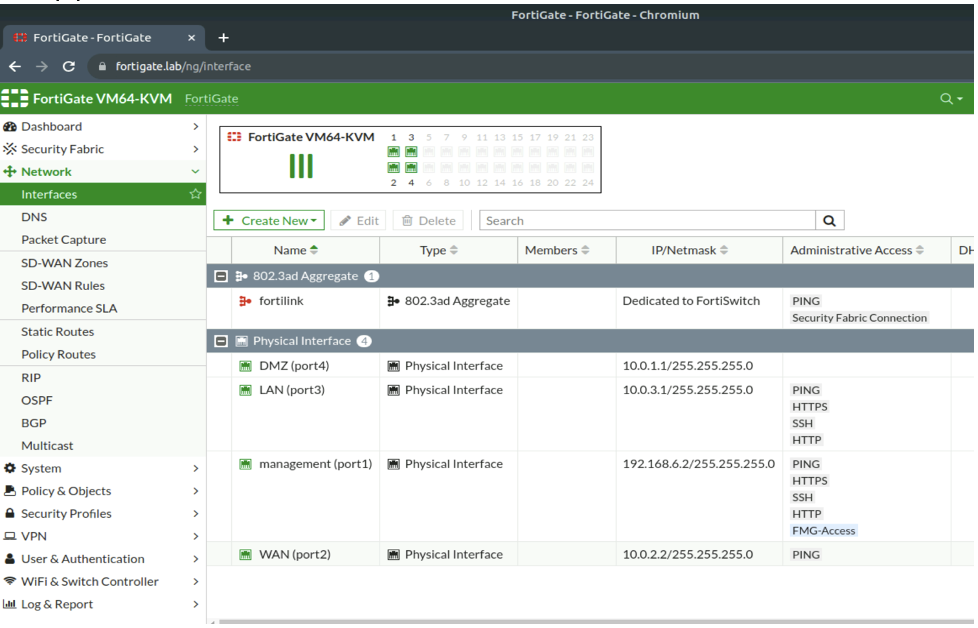 FortiGate - FortiGate - Chromium
FortiGate - FortiGate × +
fortigate.lab/ng/interface
FortiGate VM64-KVM FortiGate
Dashboard
Security Fabric
Network
Interfaces
DNS
Packet Capture
SD-WAN Zones
SD-WAN Rules
Performance SLA
Static Routes
Policy Routes
RIP
OSPF
BGP
Multicast
System
Policy & Objects
Security Profiles
VPN
User & Authentication
WiFi & Switch Controller
Log & Report
FortiGate VM64-KVM 1 3 5 7 9 11 13 15 17 19 21 23
2 4 6 8 10 12 14 16 18 20 22 24
+ Create New Edit Delete Search
Name Type Members IP/Netmask Administrative Access DH
802.3ad Aggregate 1
fortilink 802.3ad Aggregate Dedicated to FortiSwitch PING
Security Fabric Connection
Physical Interface 4
DMZ (port4) Physical Interface 10.0.1.1/255.255.255.0
LAN (port3) Physical Interface 10.0.3.1/255.255.255.0 PING
HTTPS
SSH
HTTP
management (port1) Physical Interface 192.168.6.2/255.255.255.0 PING
HTTPS
SSH
HTTP
FMG-Access
WAN (port2) Physical Interface 10.0.2.2/255.255.255.0 PING